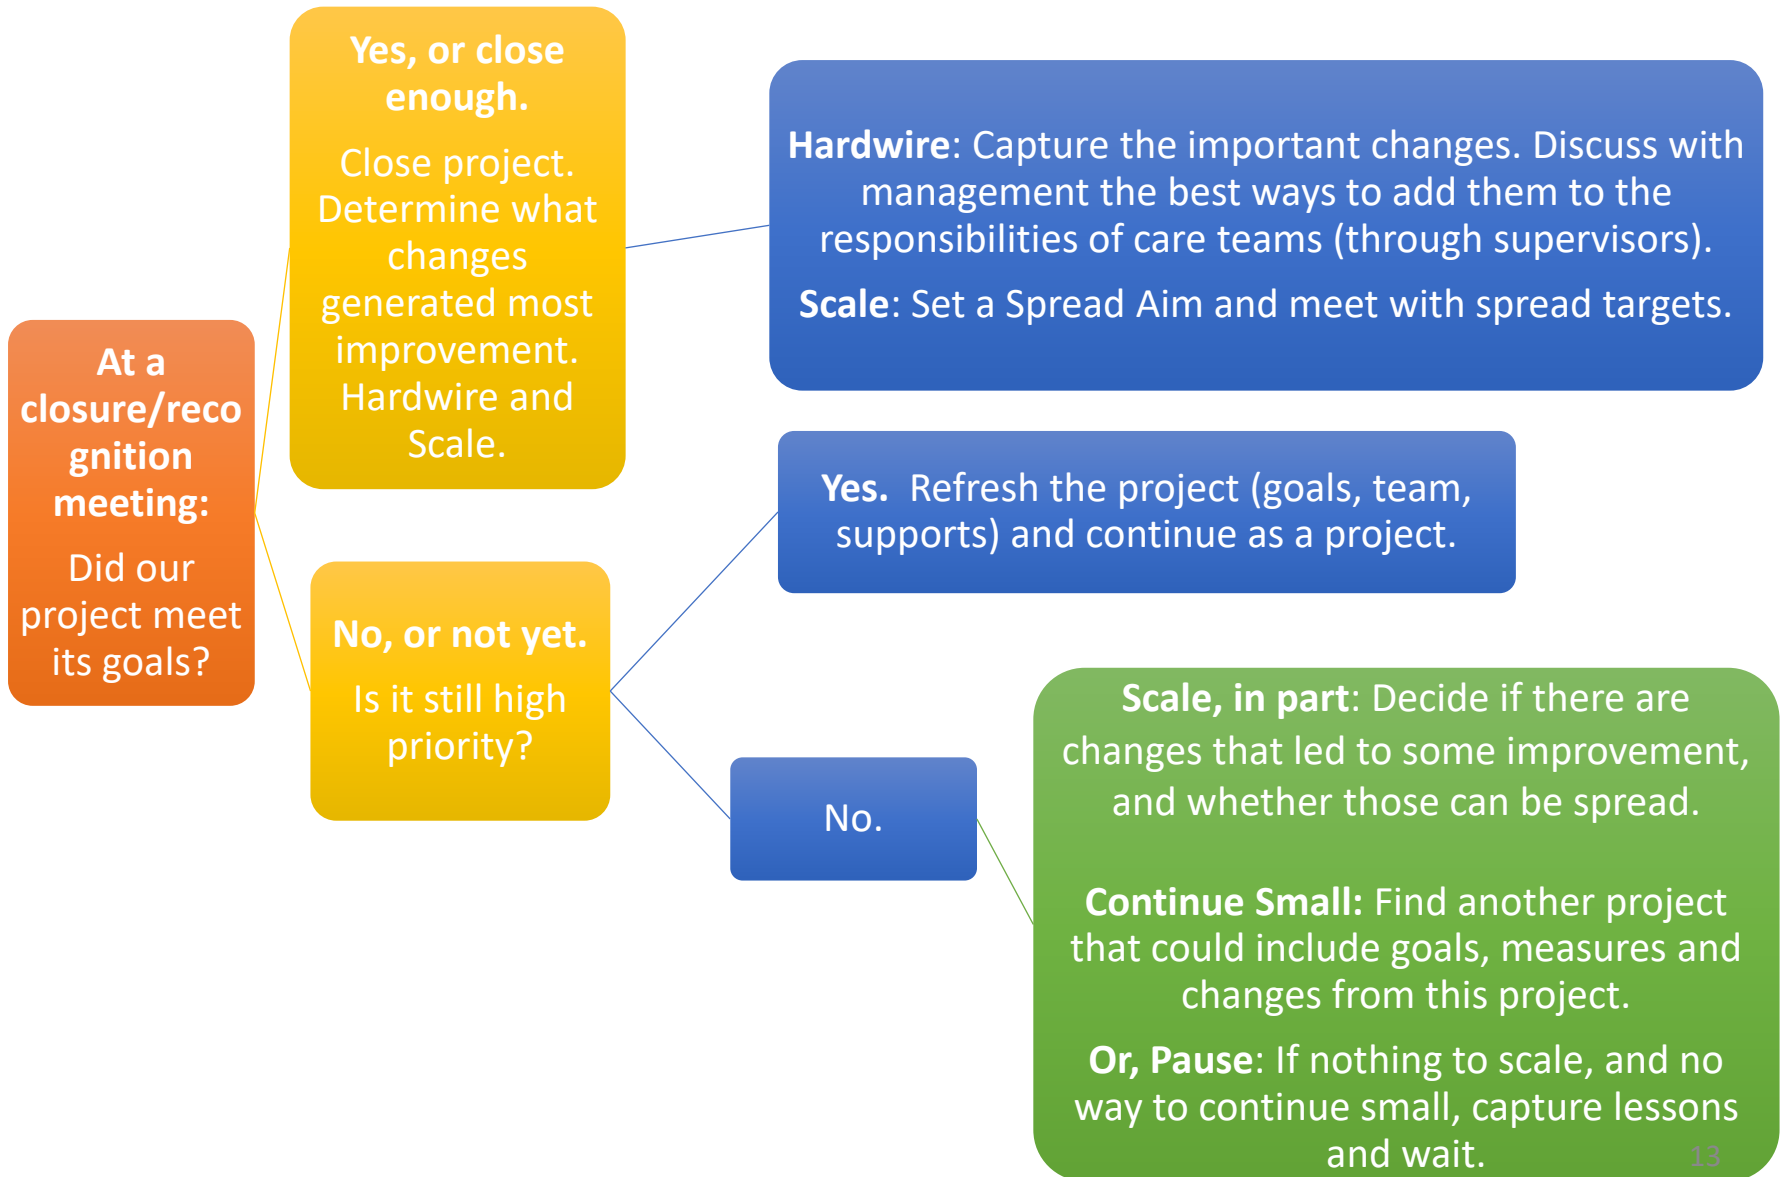 At a
closure/reco
gnition
meeting:
Did our
project meet
its goals?
Yes, or close
enough.
Close project.
Determine what
changes
generated most
improvement.
Hardwire and
Scale.
Hardwire: Capture the important changes. Discuss with
management the best ways to add them to the
responsibilities of care teams (through supervisors).
Scale: Set a Spread Aim and meet with spread targets.
No, or not yet.
Is it still high
priority?
Yes.  Refresh the project (goals, team,
supports) and continue as a project.
No.
Scale, in part: Decide if there are
changes that led to some improvement,
and whether those can be spread.
Continue Small: Find another project
that could include goals, measures and
changes from this project.
Or, Pause: If nothing to scale, and no
way to continue small, capture lessons
and wait.
13